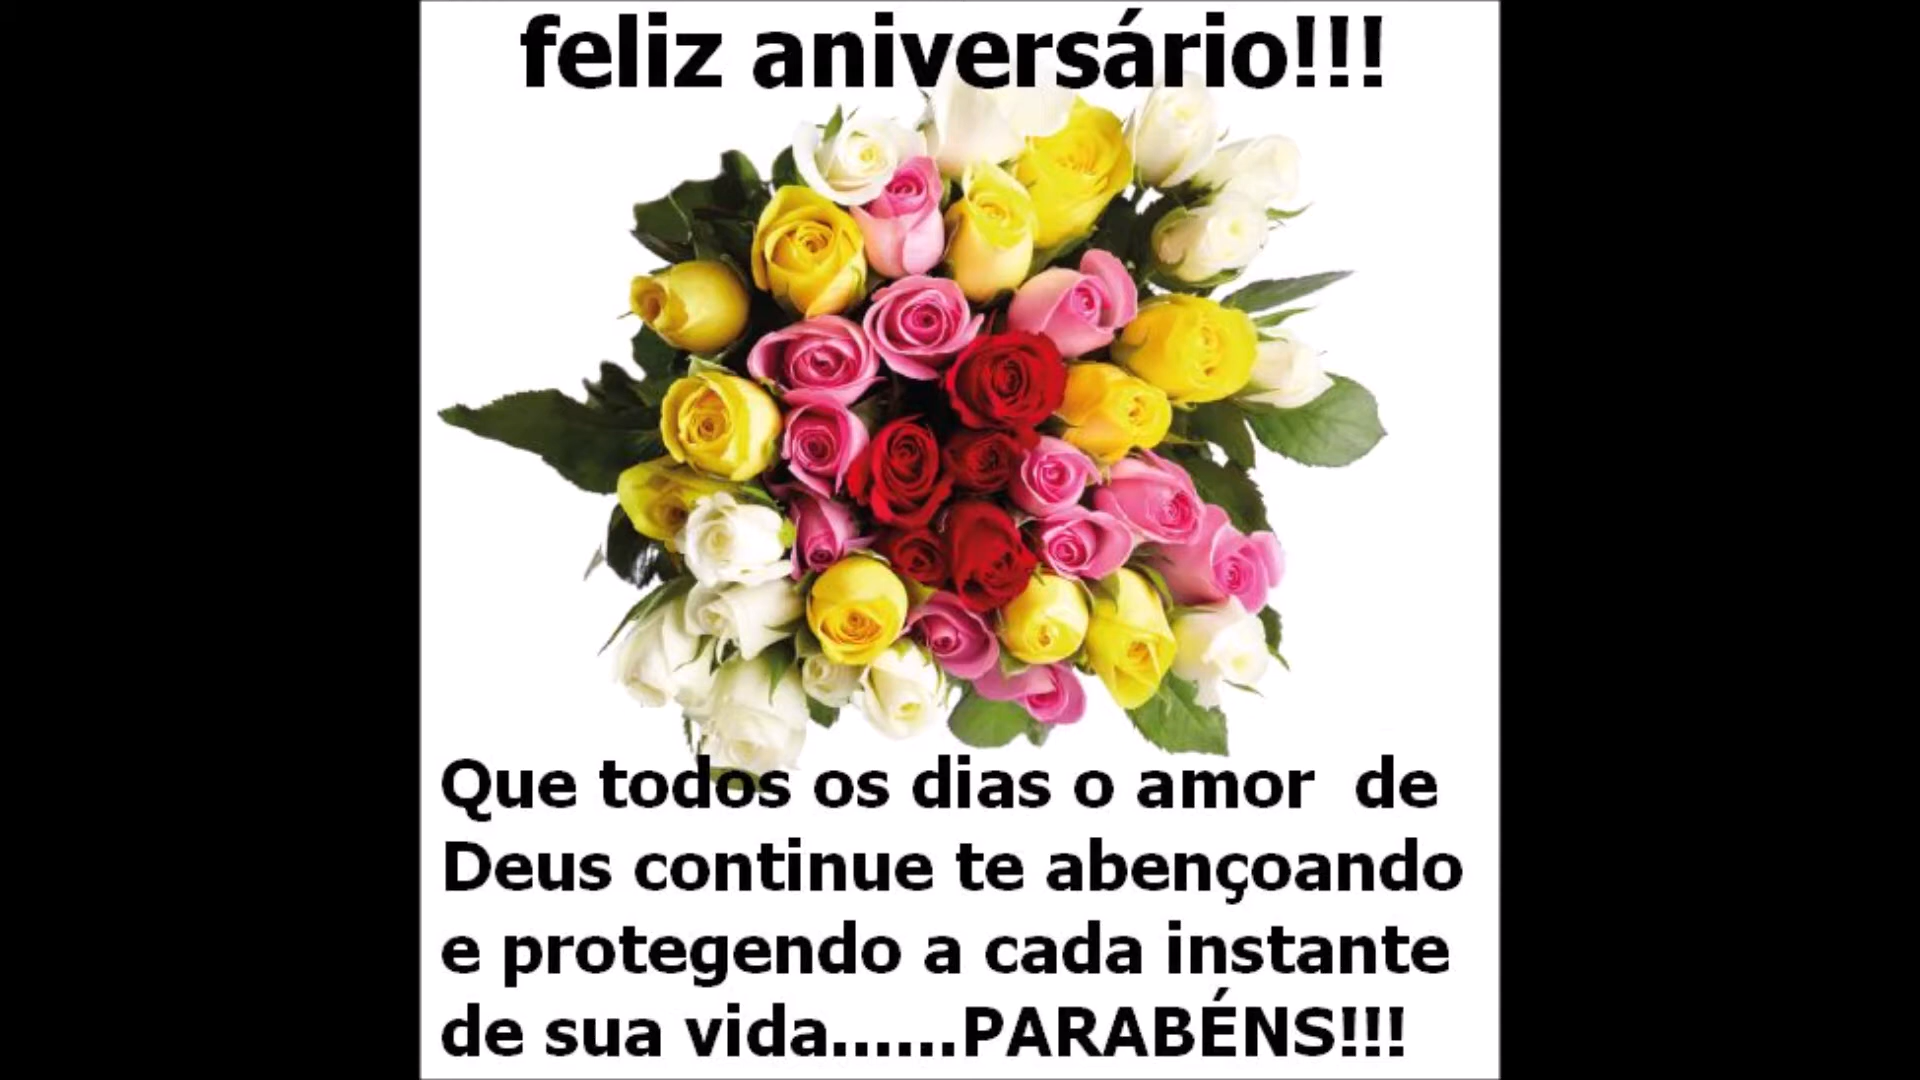 feliz aniversário!!!
Que todos os dias o amor de
Deus continue te abençoando
e protegendo a cada instante
de sua vida......PARABÉNS!!!